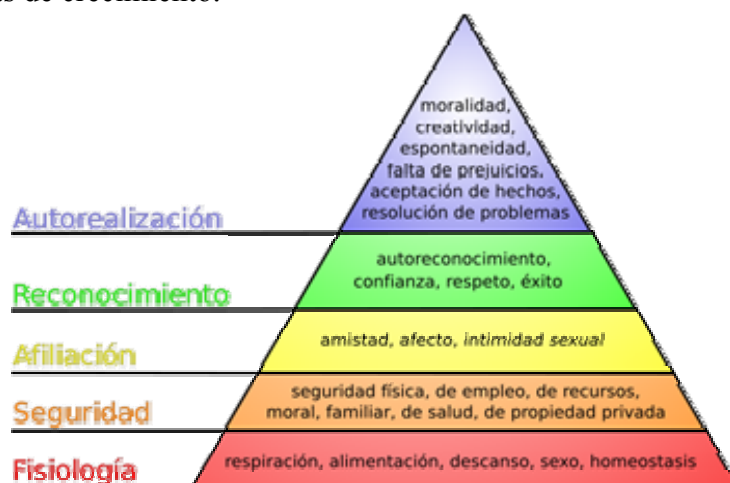 de crecimiento.
moralidad,
creatividad,
espontaneidad,
falta de prejuicios,
aceptación de hechos,
resolución de problemas
Autorealización
autoreconocimiento,
confianza, respeto, éxito
Reconocimiento
amistad, afecto, intimidad sexual
Afiliación
seguridad física, de empleo, de recursos,
moral, familiar, de salud, de propiedad privada
Seguridad
respiración, alimentación, descanso, sexo, homeostasis
Fisiología